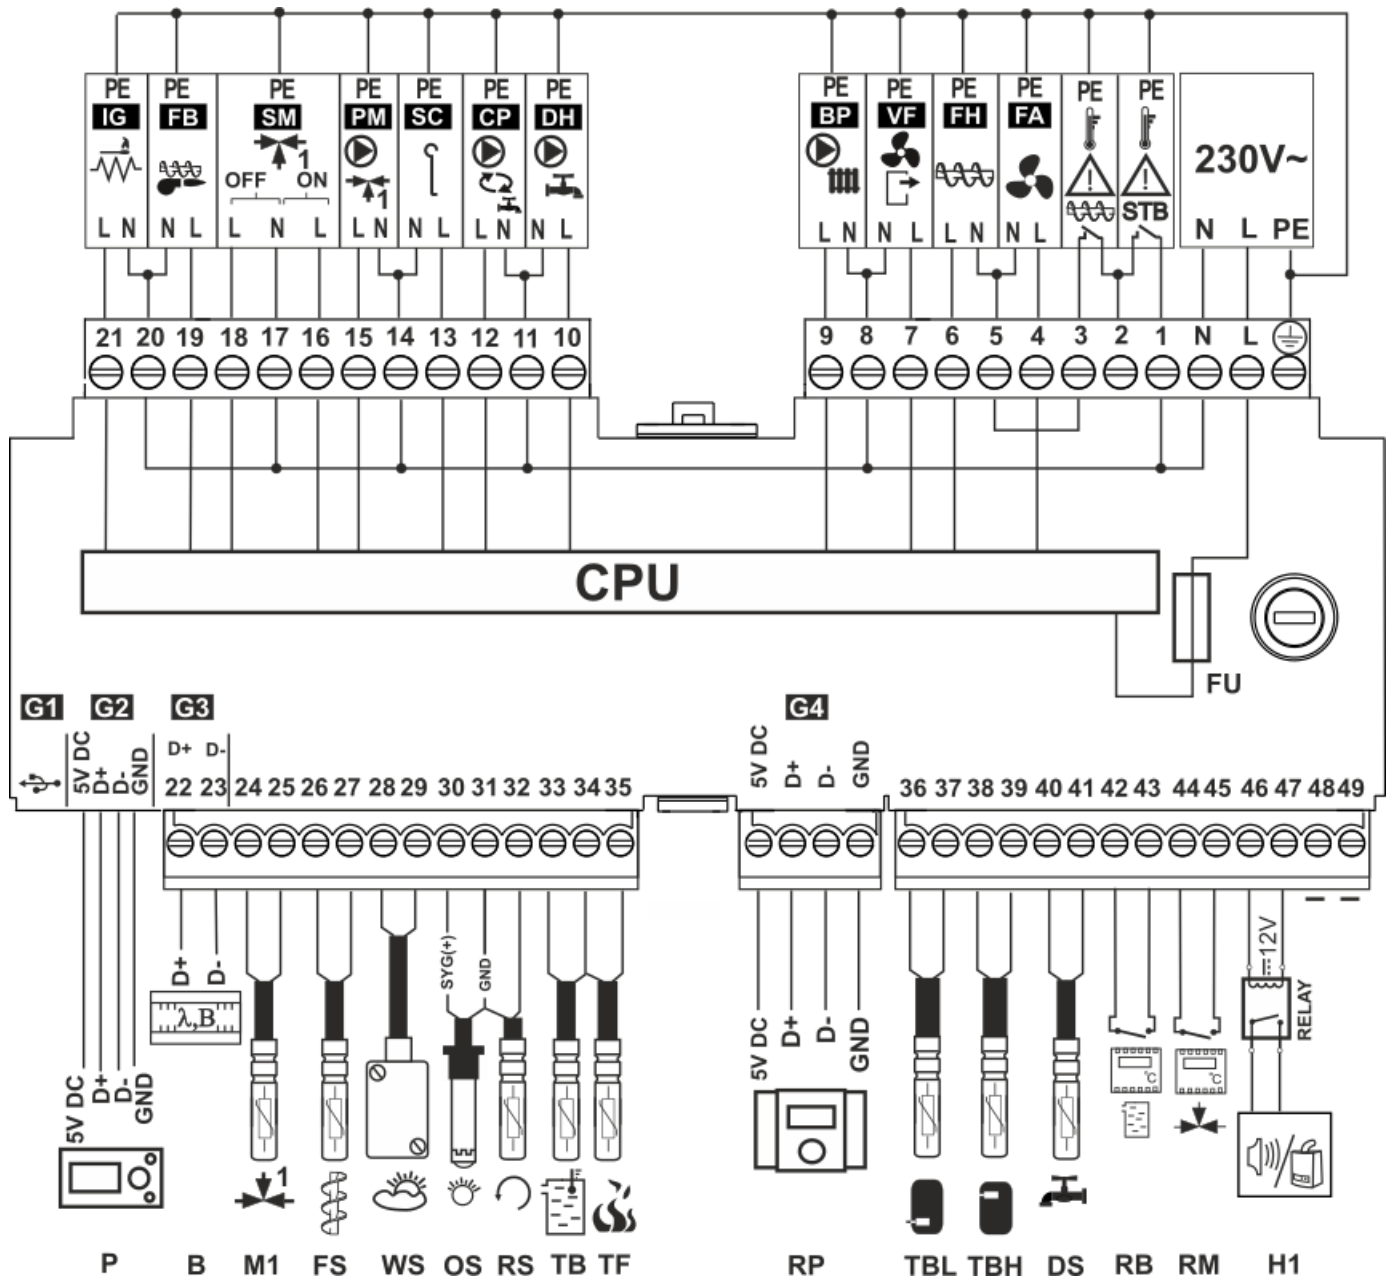 PE PE PE PE PE PE PE PE PE PE PE PE PE
IG FB SM PM SC CP DH BP VF FH FA
1
OFF ON
1
230V~
STB
L N N L L N L L N N L L N N L L N N L L N N L N L PE
21 20 19 18 17 16 15 14 13 12 11 10 9 8 7 6 5 4 3 2 1 N L
CPU
FU
G1 G2 G3 G4
5V DC D+ D- GND
D+ D-
5V DC D+ D- GND
22 23 24 25 26 27 28 29 30 31 32 33 34 35 36 37 38 39 40 41 42 43 44 45 46 47 48 49
SYG(+) GND
12V
D+ D-
λ,B
RELAY
5V DC D+ D- GND
5V DC D+ D- GND
°C °C
1
P B M1 FS WS OS RS TB TF RP TBL TBH DS RB RM H1